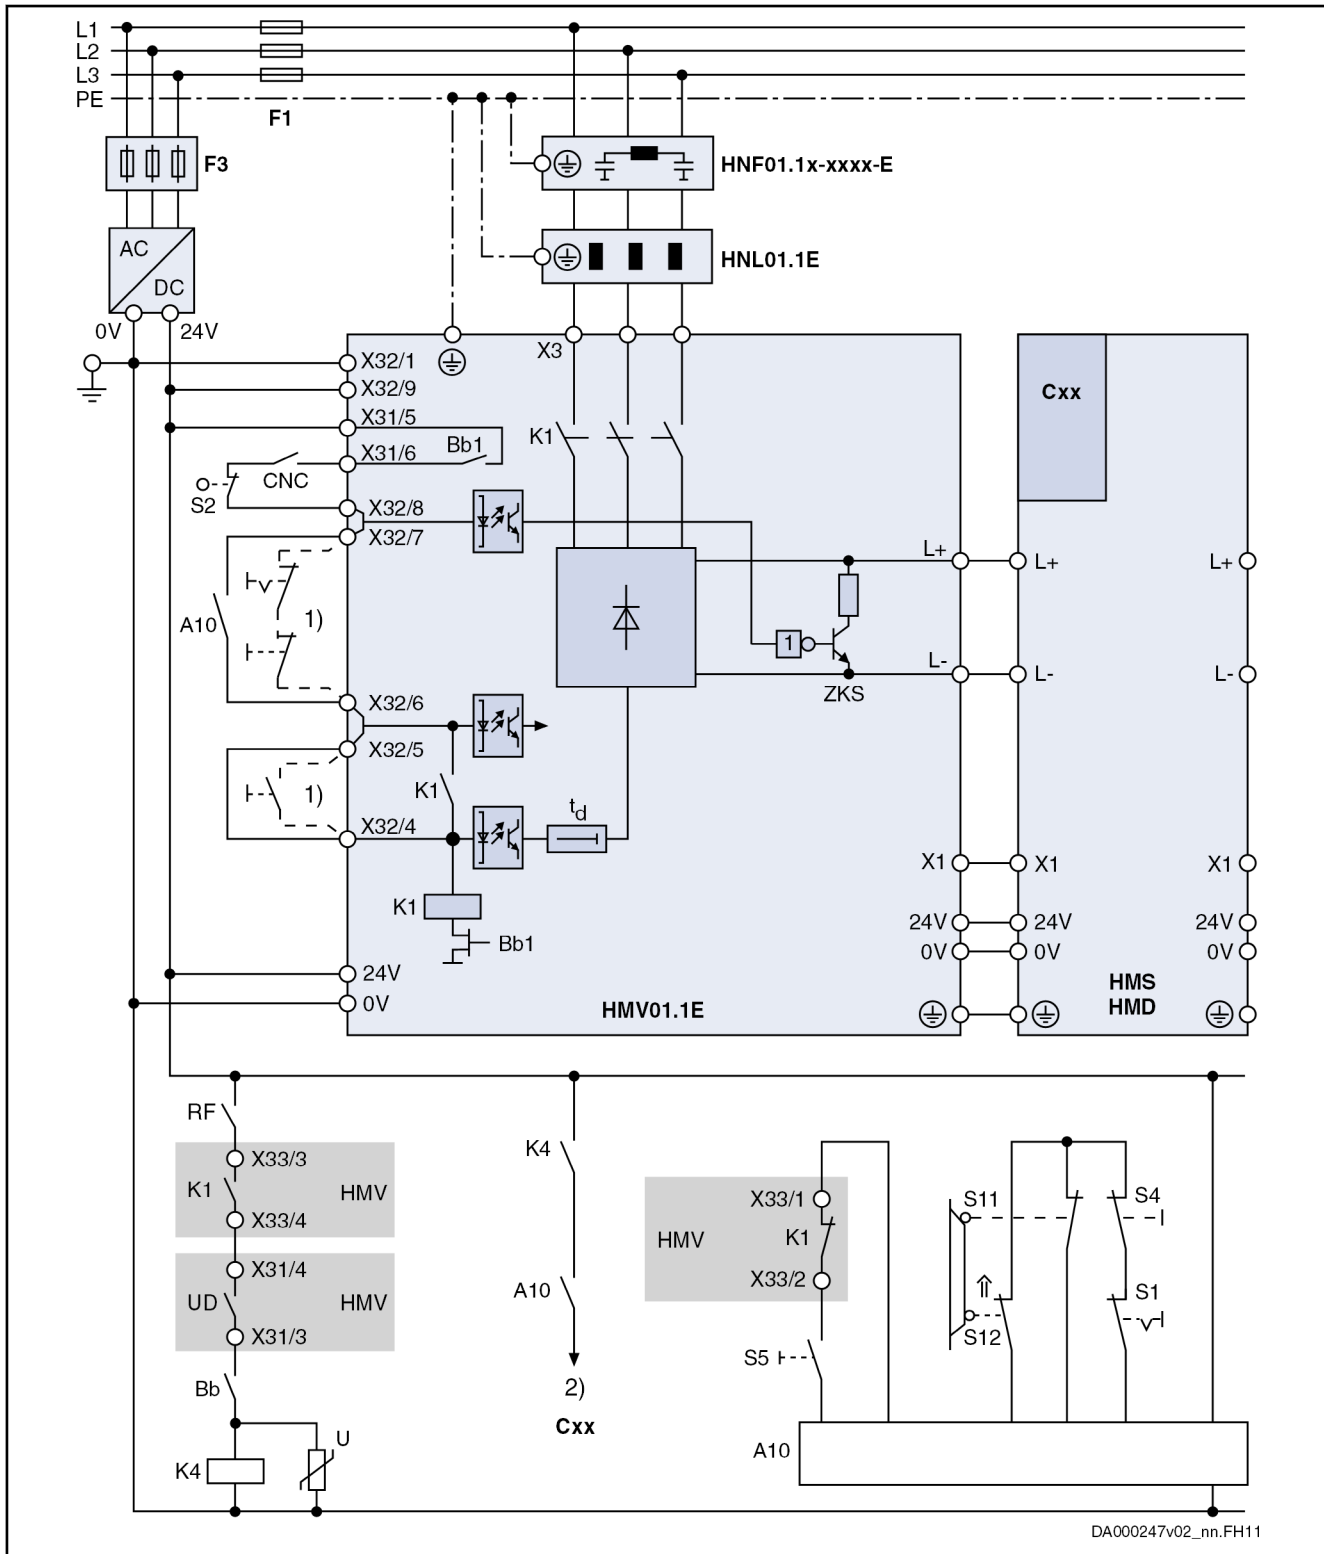 L1
L2
L3
PE
F1
F3
HNF01.1x-xxxx-E
AC
DC
HNL01.1E
0V
24V
X32/1
X3
X32/9
Cxx
X31/5
X31/6
Bb1
K1
CNC
S2
X32/8
X32/7
L+
L+
L+
A10
1)
1
L-
L-
L-
ZKS
X32/6
X32/5
K1
1)
td
X32/4
X1
X1
X1
K1
Bb1
24V
24V
24V
0V
0V
0V
24V
0V
HMS
HMD
HMV01.1E
RF
X33/3
K1
HMV
X33/4
X31/4
UD
HMV
X31/3
Bb
U
K4
K4
A10
2)
Cxx
X33/1
HMV
K1
X33/2
S5
S11
S4
S12
S1
A10
DA000247v02_nn.FH11